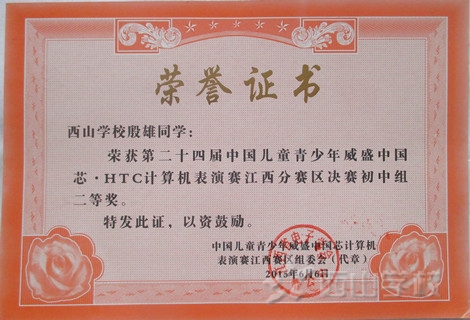 荣誉证书
西山学校殷雄同学：
荣获第二十四届中国儿童青少年威盛中国
芯·HTC计算机表演赛江西分赛区决赛初中组
二等奖。
特发此证，以资鼓励。
中国儿童青少年威盛中国芯计算机
表演赛江西赛区组委会（代章）
2015年6月6日
西山学校